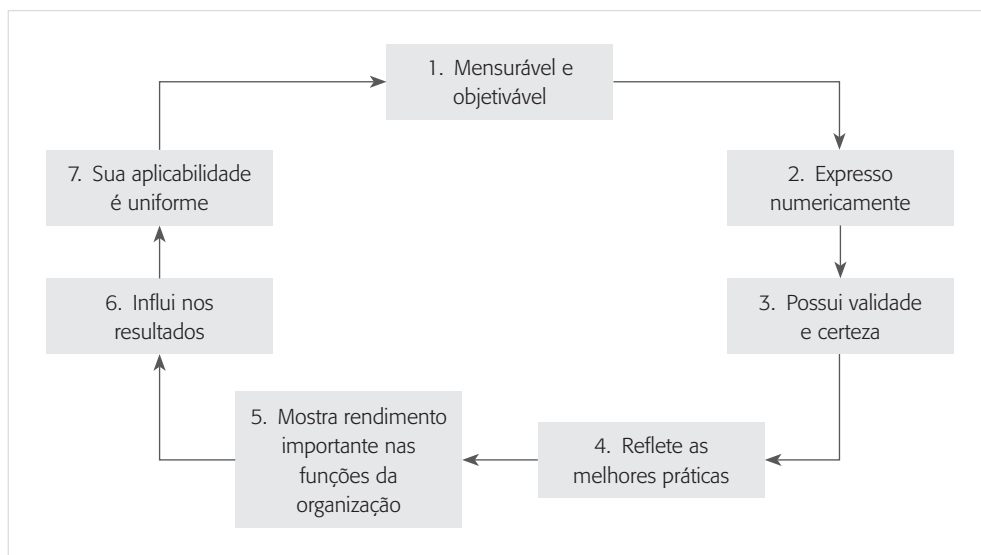 1. Mensurável e
objetivável
2. Expresso
numericamente
3. Possui validade
e certeza
4. Reflete as
melhores práticas
5. Mostra rendimento
importante nas
funções da
organização
6. Influi nos
resultados
7. Sua aplicabilidade
é uniforme